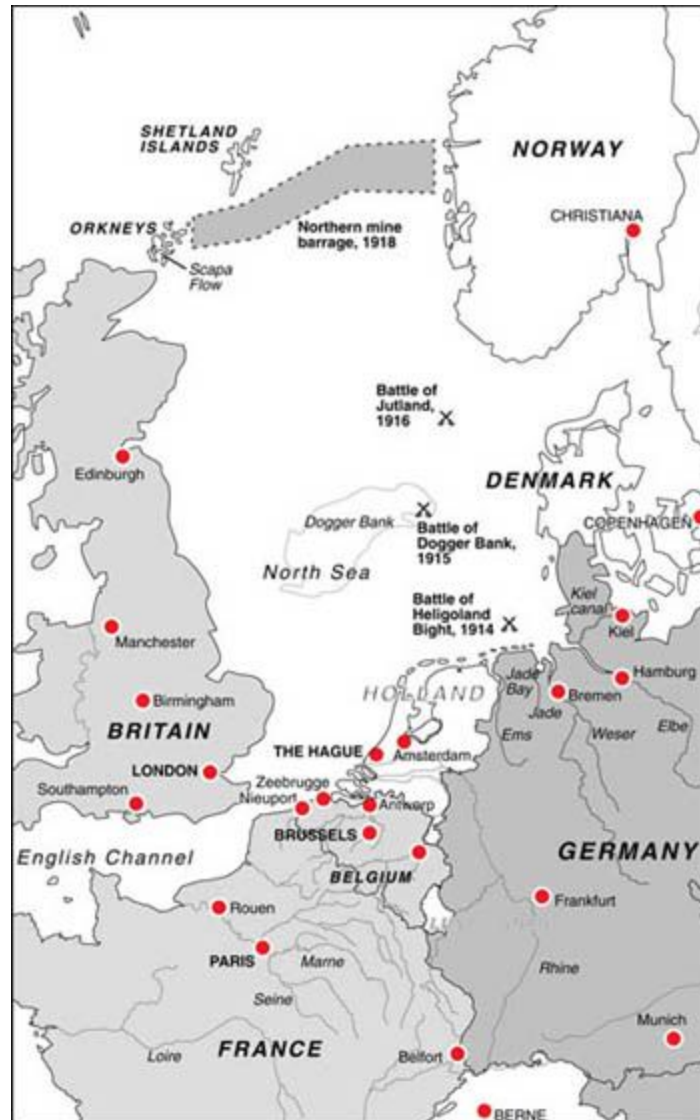 SHETLAND
ISLANDS
NORWAY
ORKNEYS
Northern mine
barrage, 1918
CHRISTIANA
Scapa
Flow
Battle of
Jutland,
1916
Edinburgh
DENMARK
Dogger Bank
COPENHAGEN
Battle of
Dogger Bank,
1915
North Sea
Kiel
canal
Battle of
Heligoland
Bight, 1914
Kiel
Manchester
Hamburg
HOLLAND
Jade
Bay
Bremen
Birmingham
Jade
Elbe
BRITAIN
Ems
Weser
THE HAGUE
Amsterdam
LONDON
Zeebrugge
Southampton
Nieuport
Antwerp
BRUSSELS
English Channel
GERMANY
BELGIUM
Rouen
Frankfurt
PARIS
Marne
Rhine
Seine
Munich
Loire
FRANCE
Belfort
BERNE